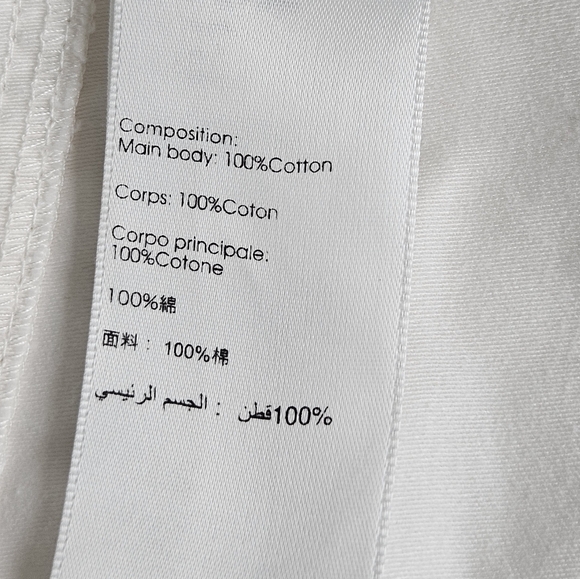 Composition:
Main body: 100%Cotton
Corps: 100%Coton
Corpo principale:
100%Cotone
100%綿
面料： 100%棉
الجسم الرئيسي : 100%قطن